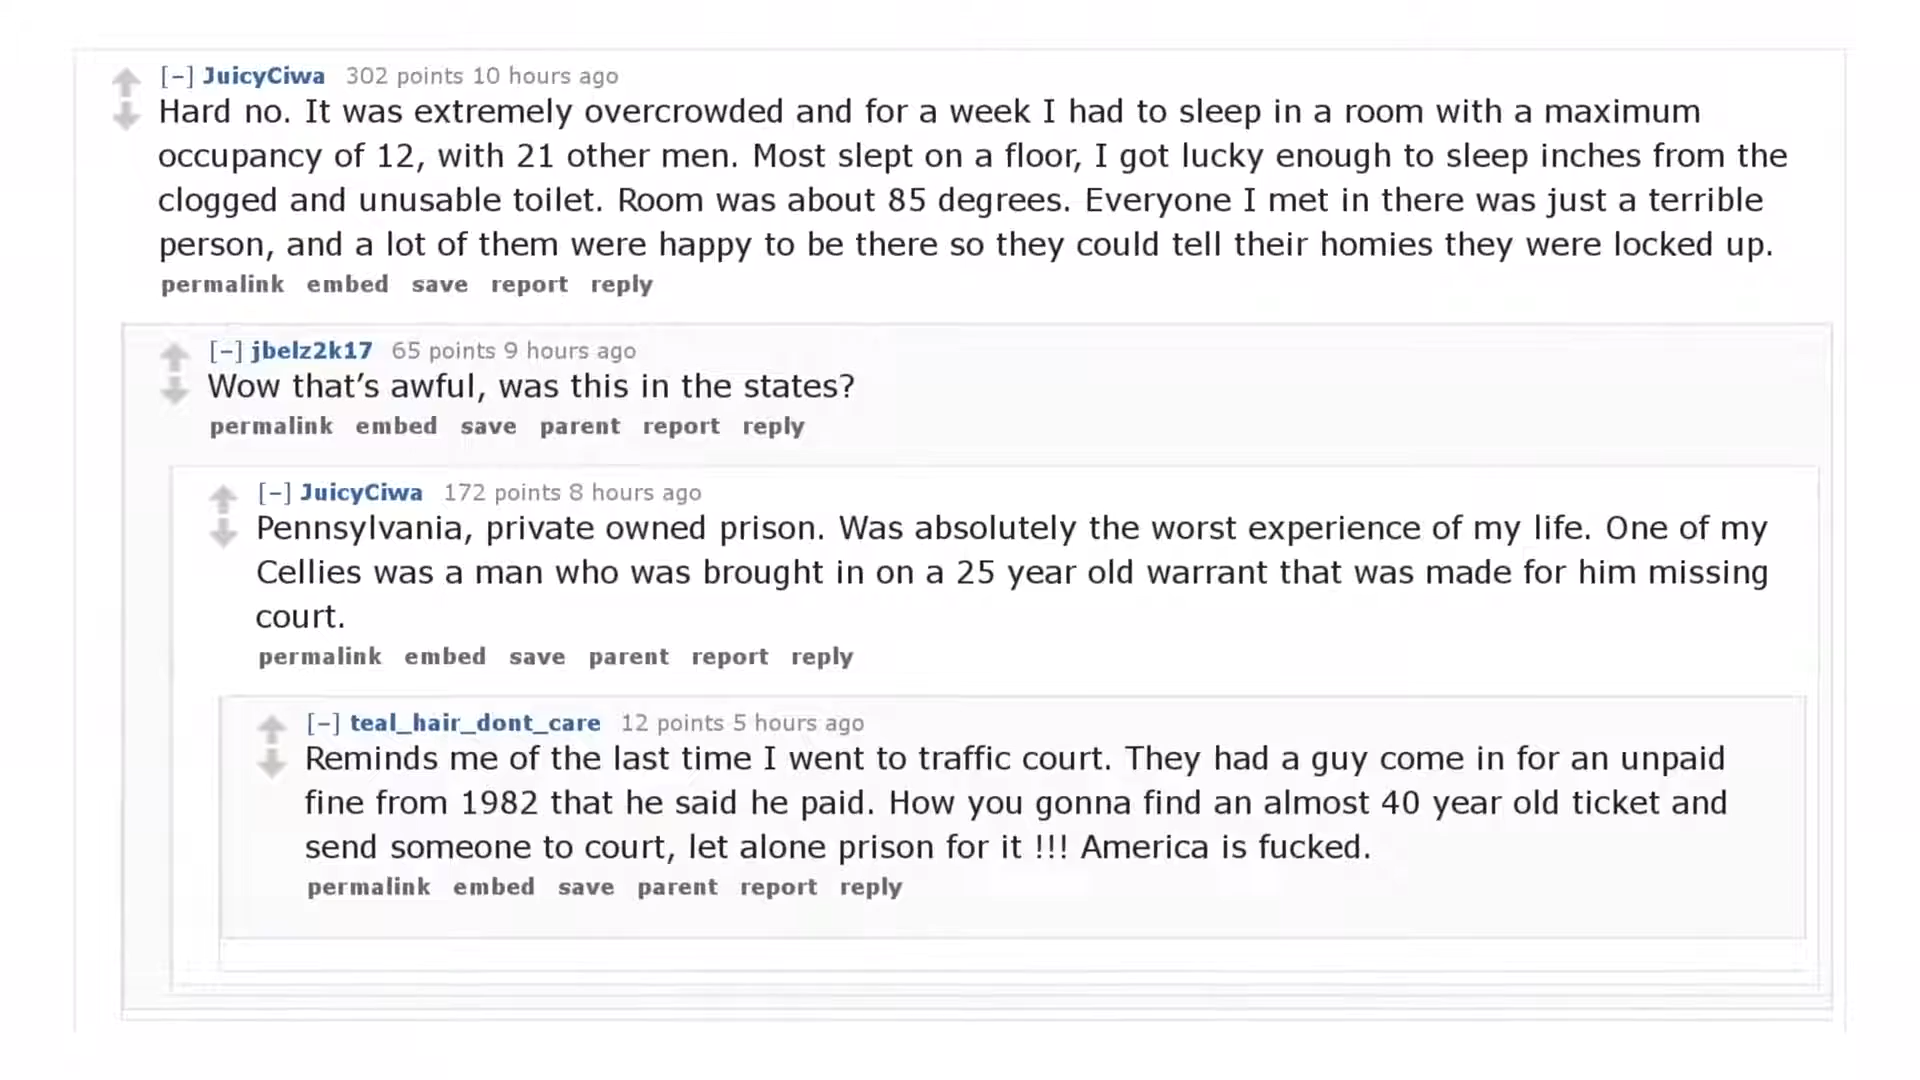 [–] JuicyCiwa 302 points 10 hours ago
Hard no. It was extremely overcrowded and for a week I had to sleep in a room with a maximum
occupancy of 12, with 21 other men. Most slept on a floor, I got lucky enough to sleep inches from the
clogged and unusable toilet. Room was about 85 degrees. Everyone I met in there was just a terrible
person, and a lot of them were happy to be there so they could tell their homies they were locked up.
permalink embed save report reply
[–] jbelz2k17 65 points 9 hours ago
Wow that’s awful, was this in the states?
permalink embed save parent report reply
[–] JuicyCiwa 172 points 8 hours ago
Pennsylvania, private owned prison. Was absolutely the worst experience of my life. One of my
Cellies was a man who was brought in on a 25 year old warrant that was made for him missing
court.
permalink embed save parent report reply
[–] teal_hair_dont_care 12 points 5 hours ago
Reminds me of the last time I went to traffic court. They had a guy come in for an unpaid
fine from 1982 that he said he paid. How you gonna find an almost 40 year old ticket and
send someone to court, let alone prison for it !!! America is fucked.
permalink embed save parent report reply